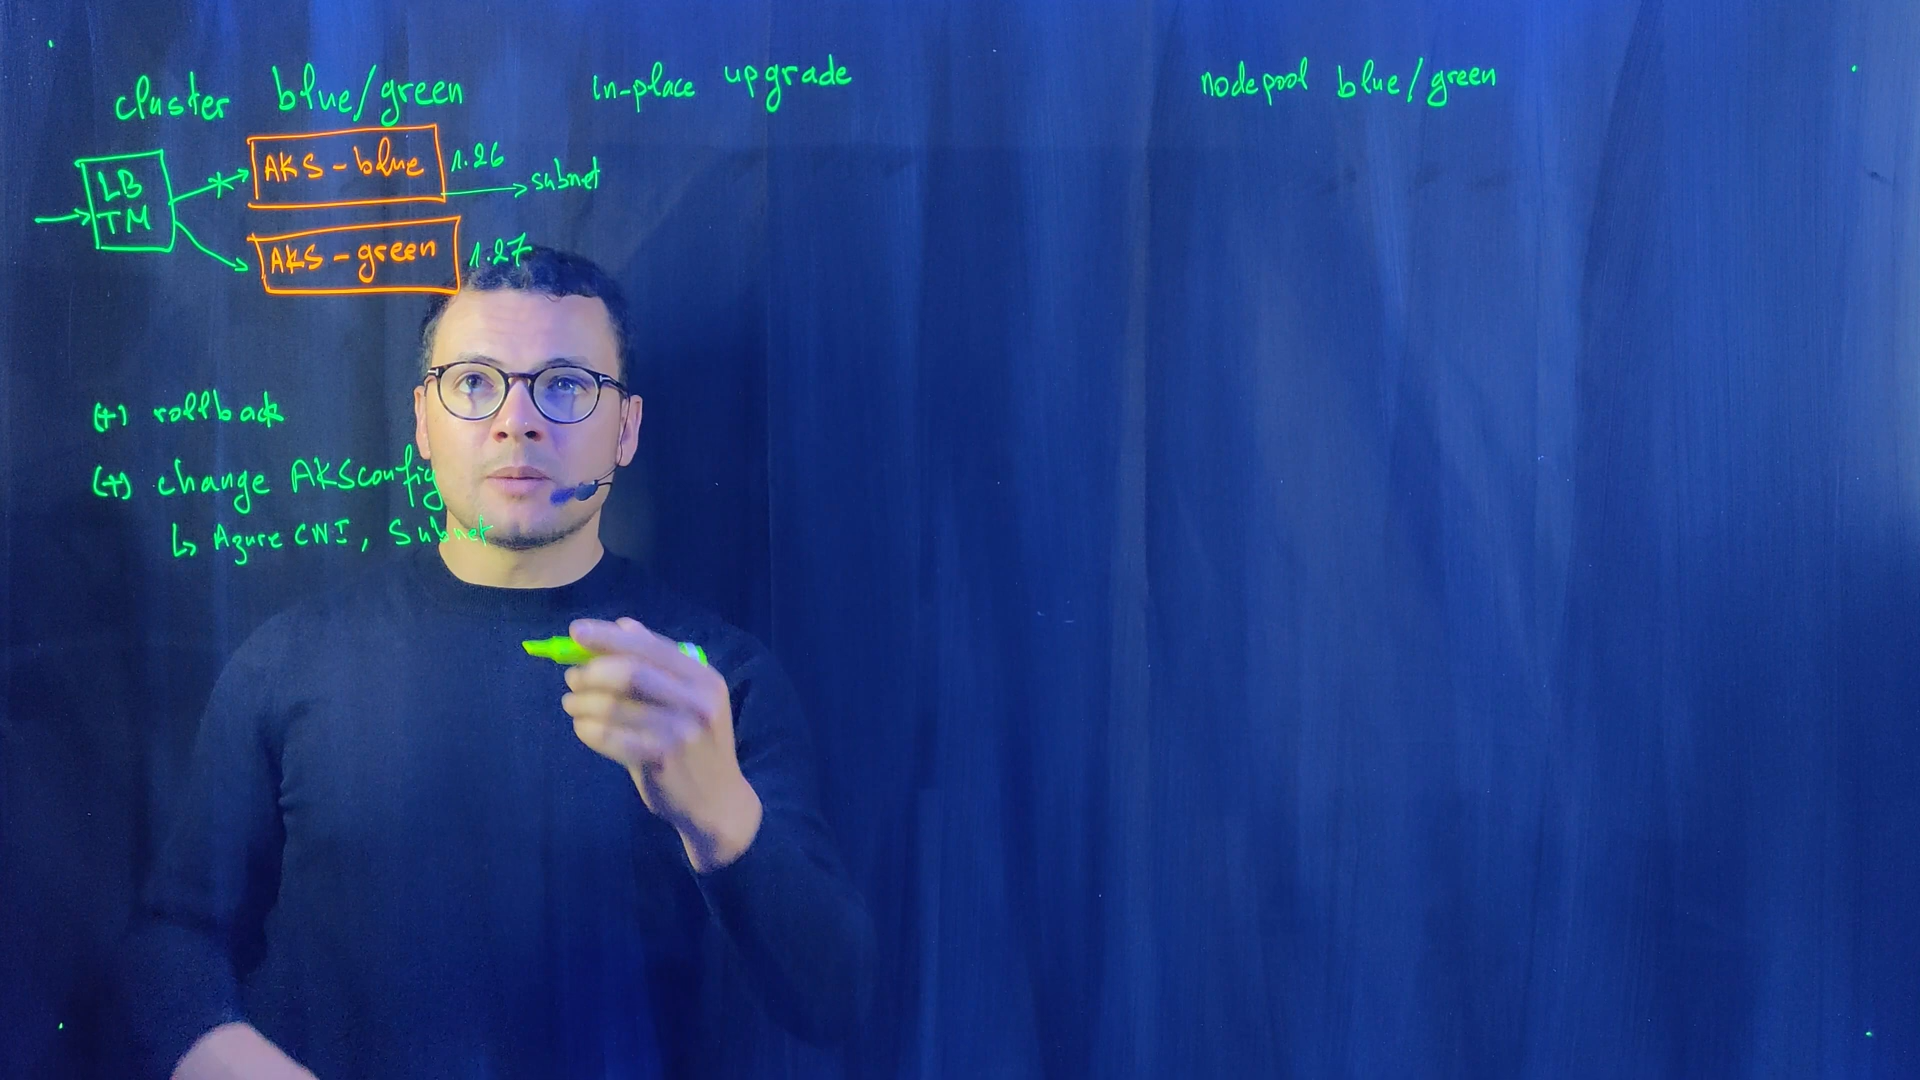 cluster blue/green
in-place upgrade
nodepool blue/green
LB
TM
AKS-blue 1.26
subnet
AKS-green 1.27
(+) rollback
(+) change AKSconfig
↳ Azure CNI, Subnet